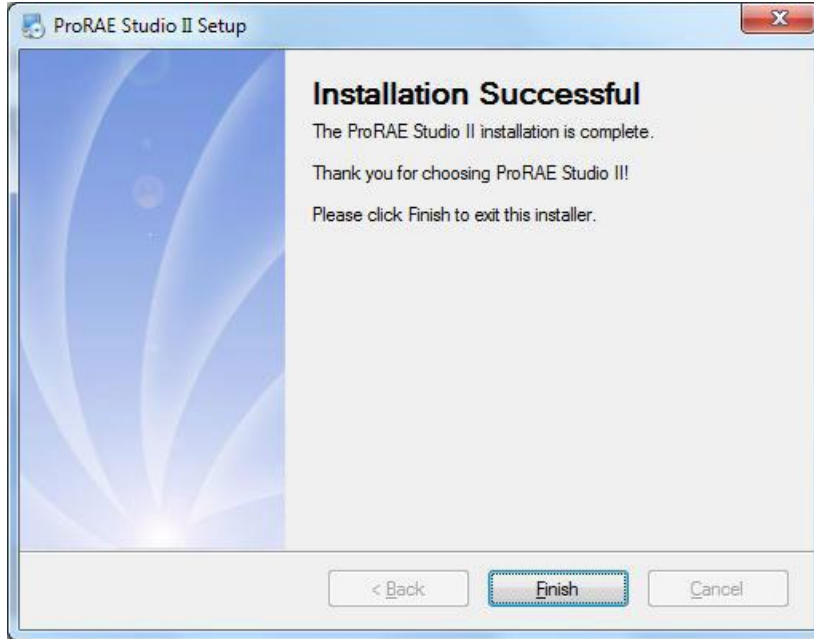 ProRAE Studio II Setup
Installation Successful
The ProRAE Studio II installation is complete.
Thank you for choosing ProRAE Studio II!
Please click Finish to exit this installer.
< Back Finish Cancel